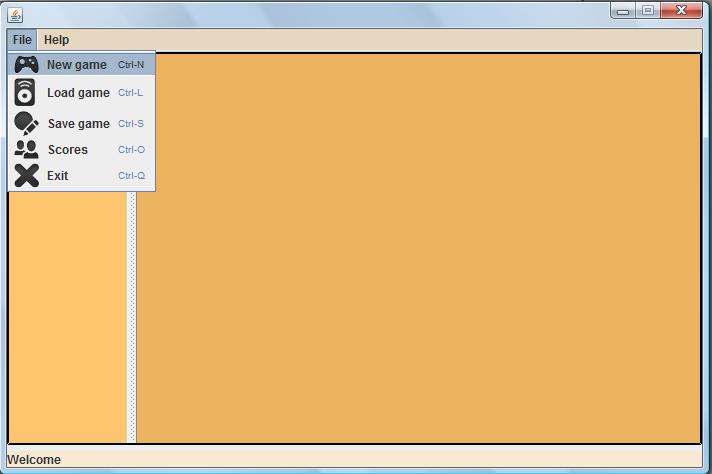 File Help
New game Ctrl-N
Load game Ctrl-L
Save game Ctrl-S
Scores Ctrl-O
Exit Ctrl-Q
Welcome